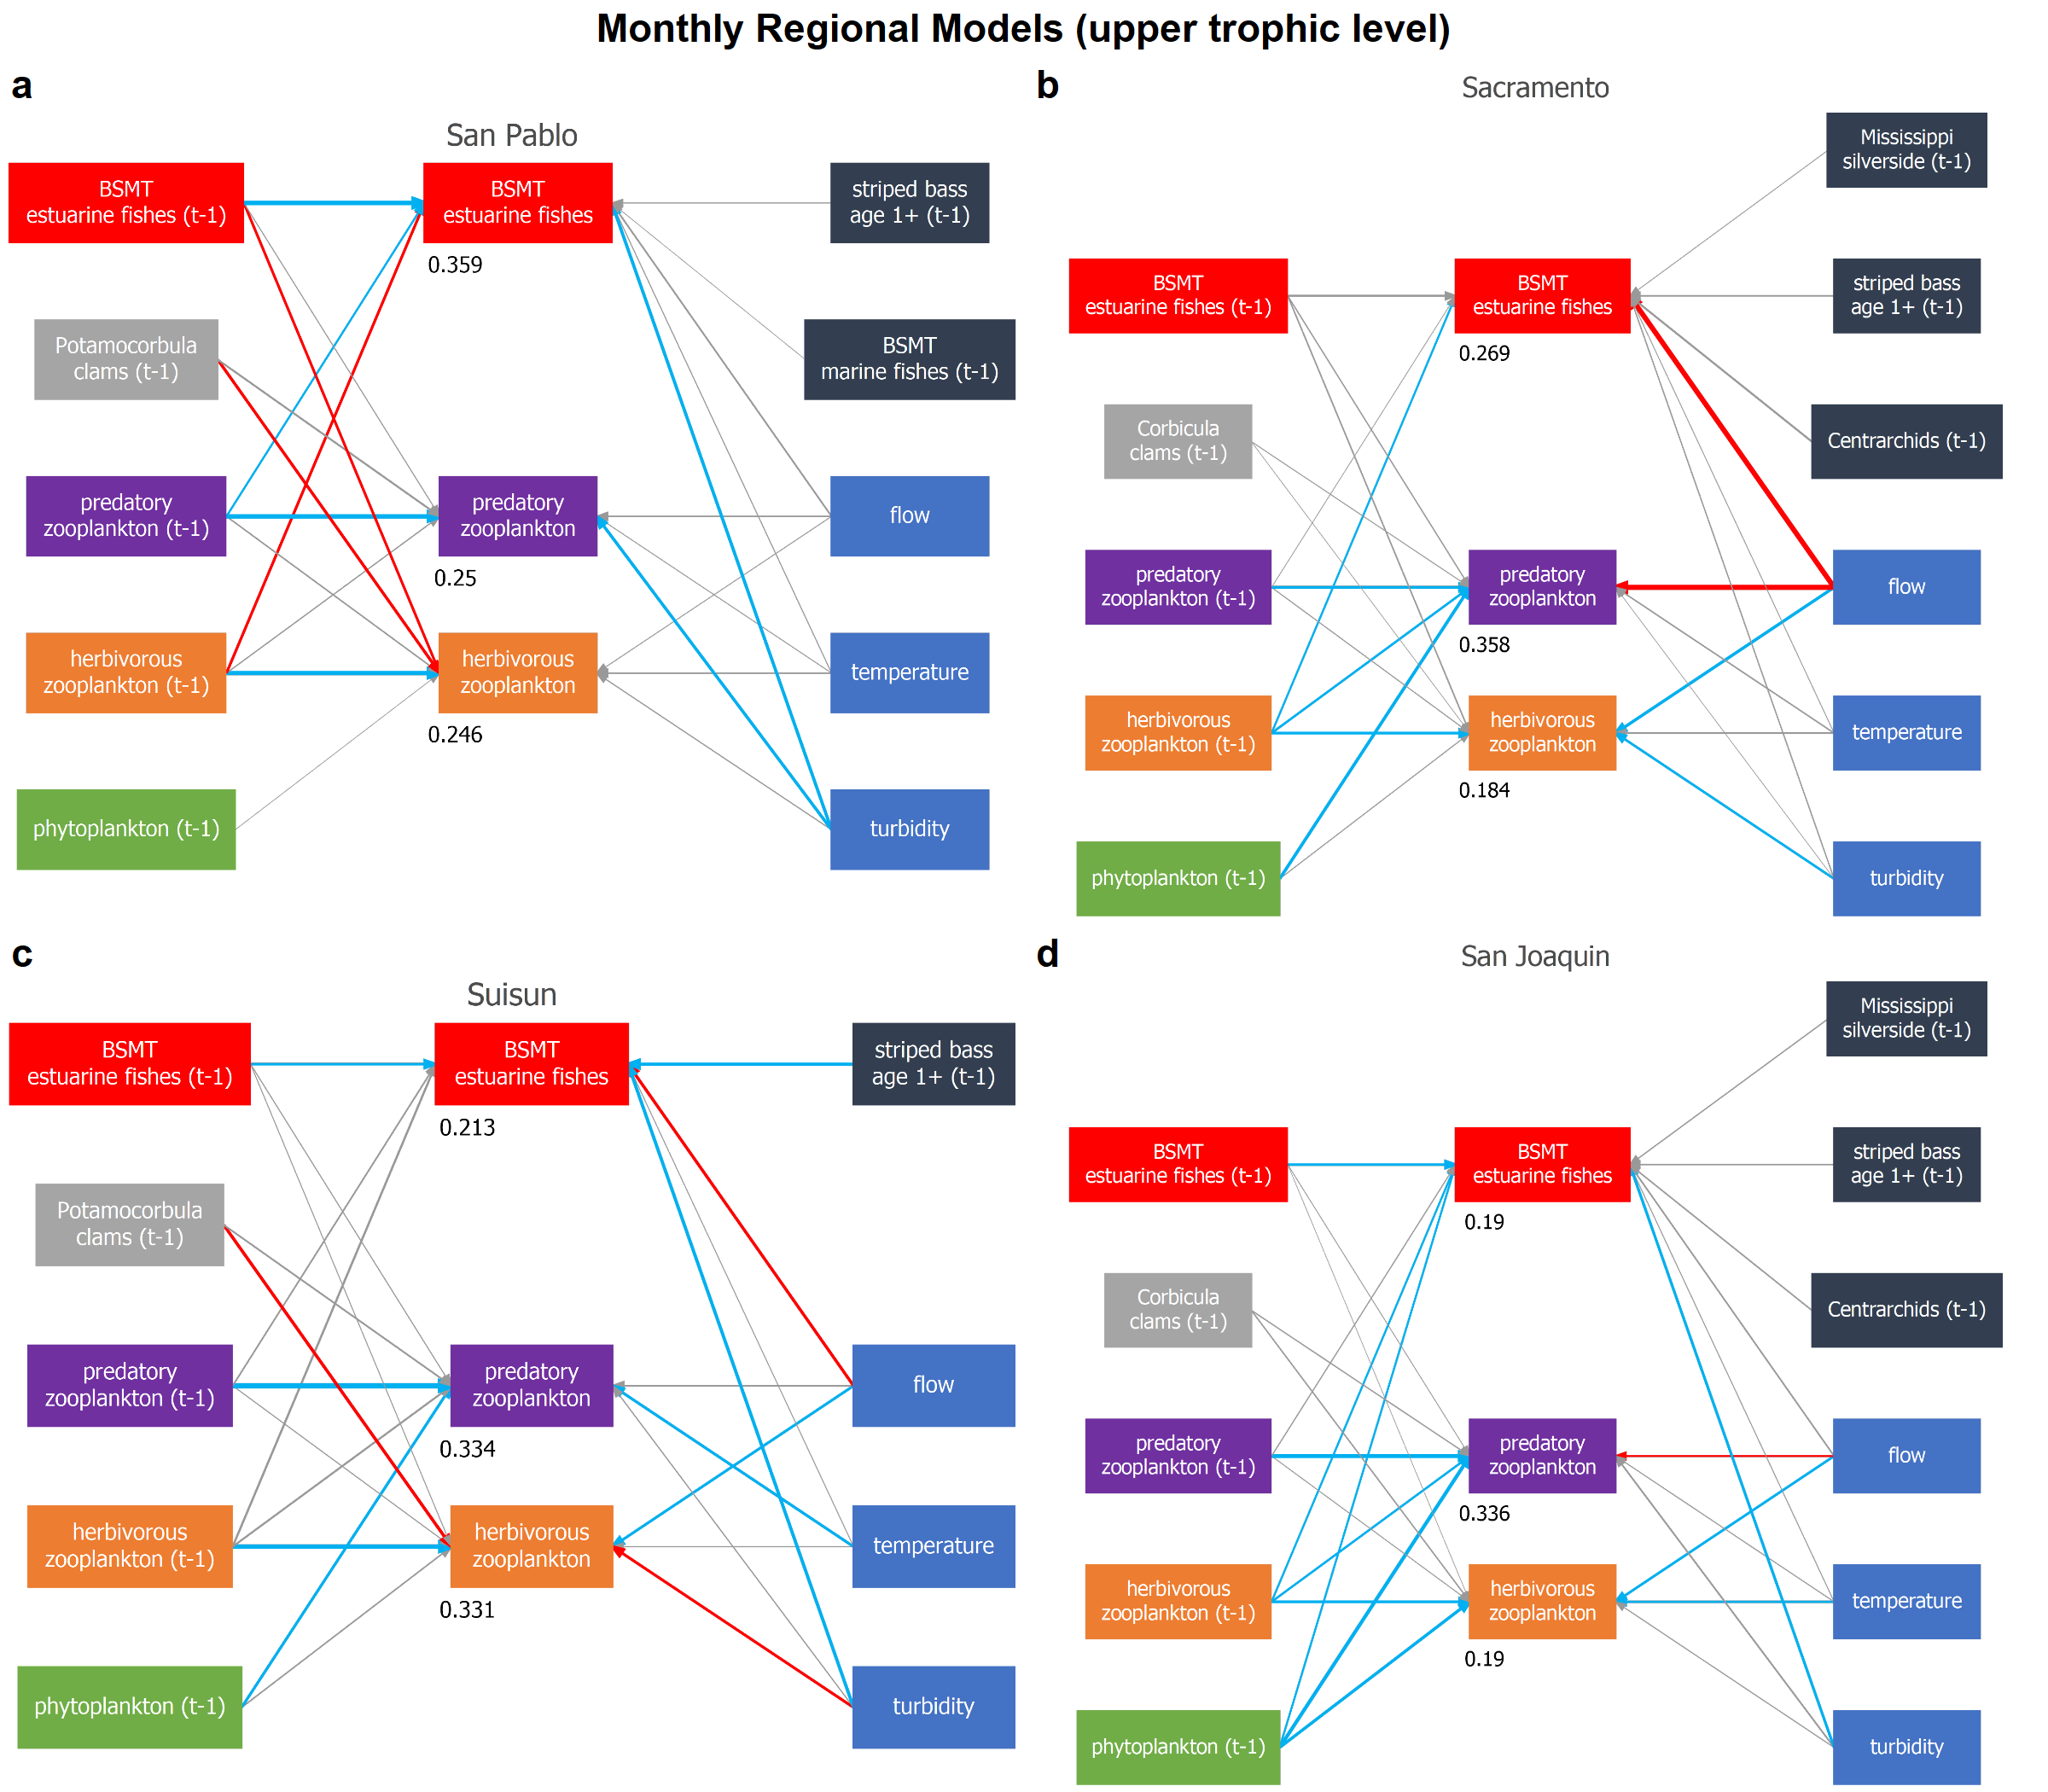 Monthly Regional Models (upper trophic level)
a
San Pablo
BSMT
estuarine fishes (t-1)
BSMT
estuarine fishes
0.359
striped bass
age 1+ (t-1)
Potamocorbula
clams (t-1)
BSMT
marine fishes (t-1)
predatory
zooplankton (t-1)
predatory
zooplankton
0.25
flow
herbivorous
zooplankton (t-1)
herbivorous
zooplankton
0.246
temperature
phytoplankton (t-1)
turbidity
b
Sacramento
Mississippi
silverside (t-1)
BSMT
estuarine fishes (t-1)
BSMT
estuarine fishes
0.269
striped bass
age 1+ (t-1)
Corbicula
clams (t-1)
Centrarchids (t-1)
predatory
zooplankton (t-1)
predatory
zooplankton
0.358
flow
herbivorous
zooplankton (t-1)
herbivorous
zooplankton
0.184
temperature
phytoplankton (t-1)
turbidity
c
Suisun
BSMT
estuarine fishes (t-1)
BSMT
estuarine fishes
0.213
striped bass
age 1+ (t-1)
Potamocorbula
clams (t-1)
predatory
zooplankton (t-1)
predatory
zooplankton
0.334
flow
herbivorous
zooplankton (t-1)
herbivorous
zooplankton
0.331
temperature
phytoplankton (t-1)
turbidity
d
San Joaquin
Mississippi
silverside (t-1)
BSMT
estuarine fishes (t-1)
BSMT
estuarine fishes
0.19
striped bass
age 1+ (t-1)
Corbicula
clams (t-1)
Centrarchids (t-1)
predatory
zooplankton (t-1)
predatory
zooplankton
0.336
flow
herbivorous
zooplankton (t-1)
herbivorous
zooplankton
0.19
temperature
phytoplankton (t-1)
turbidity